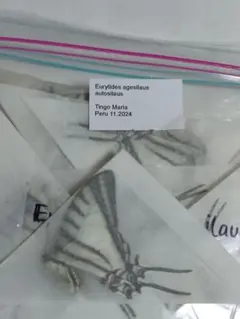 Eurytides agesilaus
autosilaus
Tingo Maria
Peru 11.2024